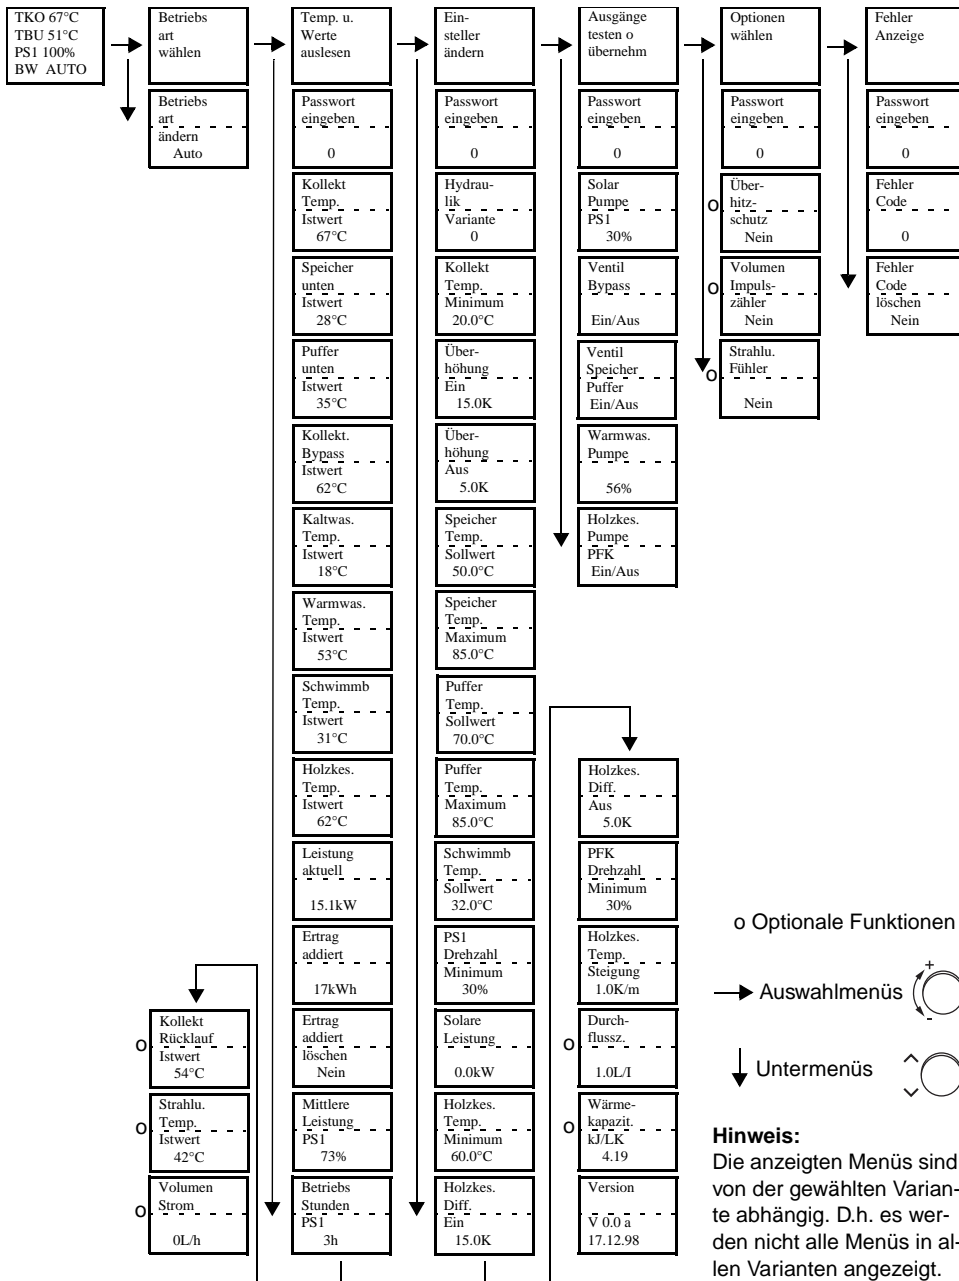 TKO 67°C
TBU 51°C
PS1 100%
BW AUTO
Betriebs
art
wählen
Temp. u.
Werte
auslesen
Ein-
steller
ändern
Ausgänge
testen o
übernehm
Optionen
wählen
Fehler
Anzeige
Betriebs
art
ändern
Auto
Passwort
eingeben
0
Kollekt
Temp.
Istwert
67°C
Speicher
unten
Istwert
28°C
Puffer
unten
Istwert
35°C
Kollekt.
Bypass
Istwert
62°C
Kaltwas.
Temp.
Istwert
18°C
Warmwas.
Temp.
Istwert
53°C
Schwimmb
Temp.
Istwert
31°C
Holzkes.
Temp.
Istwert
62°C
Leistung
aktuell
15.1kW
Ertrag
addiert
17kWh
Ertrag
addiert
löschen
Nein
Mittlere
Leistung
PS1
73%
Betriebs
Stunden
PS1
3h
o
Kollekt
Rücklauf
Istwert
54°C
o
Strahlu.
Temp.
Istwert
42°C
o
Volumen
Strom
0L/h
Passwort
eingeben
0
Hydrau-
lik
Variante
0
Kollekt
Temp.
Minimum
20.0°C
Über-
höhung
Ein
15.0K
Über-
höhung
Aus
5.0K
Speicher
Temp.
Sollwert
50.0°C
Speicher
Temp.
Maximum
85.0°C
Puffer
Temp.
Sollwert
70.0°C
Puffer
Temp.
Maximum
85.0°C
Schwimmb
Temp.
Sollwert
32.0°C
PS1
Drehzahl
Minimum
30%
Solare
Leistung
0.0kW
Holzkes.
Temp.
Minimum
60.0°C
Holzkes.
Diff.
Ein
15.0K
Holzkes.
Diff.
Aus
5.0K
PFK
Drehzahl
Minimum
30%
Holzkes.
Temp.
Steigung
1.0K/m
o
Durch-
flussz.
1.0L/I
o
Wärme-
kapazit.
kJ/LK
4.19
Version
V 0.0 a
17.12.98
Passwort
eingeben
0
Solar
Pumpe
PS1
30%
Ventil
Bypass
Ein/Aus
Ventil
Speicher
Puffer
Ein/Aus
Warmwas.
Pumpe
56%
Holzkes.
Pumpe
PFK
Ein/Aus
Passwort
eingeben
0
o
Über-
hitz-
schutz
Nein
o
Volumen
Impuls-
zähler
Nein
o
Strahlu.
Fühler
Nein
Passwort
eingeben
0
Fehler
Code
0
Fehler
Code
löschen
Nein
o Optionale Funktionen
Auswahlmenüs
+
-
Untermenüs
Hinweis:
Die anzeigten Menüs sind
von der gewählten Varian-
te abhängig. D.h. es wer-
den nicht alle Menüs in al-
len Varianten angezeigt.